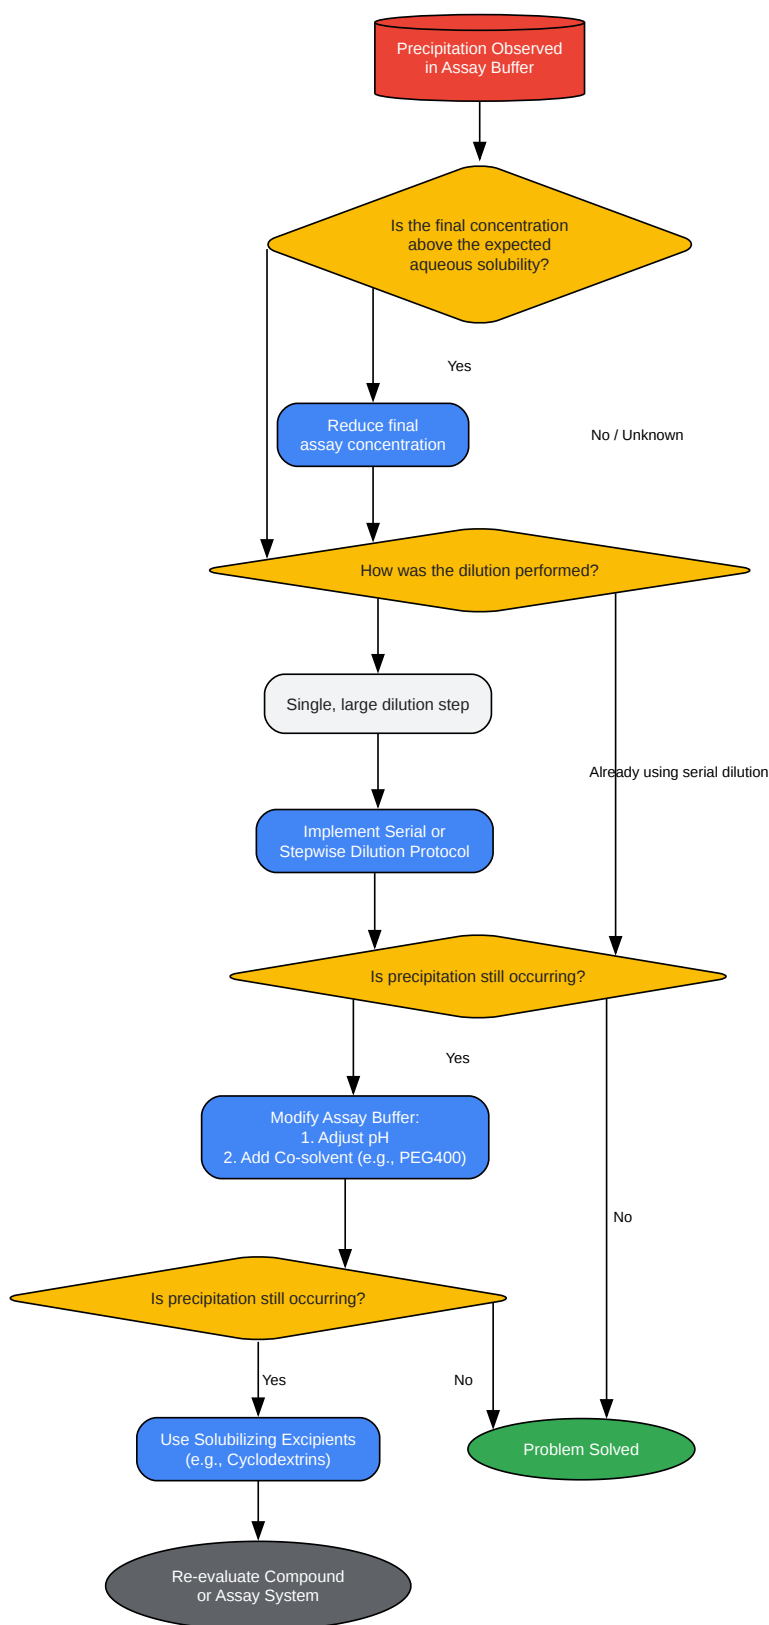 Precipitation Observed
in Assay Buffer
Is the final concentration
above the expected
aqueous solubility?
Yes
Reduce final
assay concentration
No / Unknown
How was the dilution performed?
Single, large dilution step
Already using serial dilution
Implement Serial or
Stepwise Dilution Protocol
Is precipitation still occurring?
Yes
Modify Assay Buffer:
1. Adjust pH
2. Add Co-solvent (e.g., PEG400)
No
Is precipitation still occurring?
Yes
No
Use Solubilizing Excipients
(e.g., Cyclodextrins)
Problem Solved
Re-evaluate Compound
or Assay System